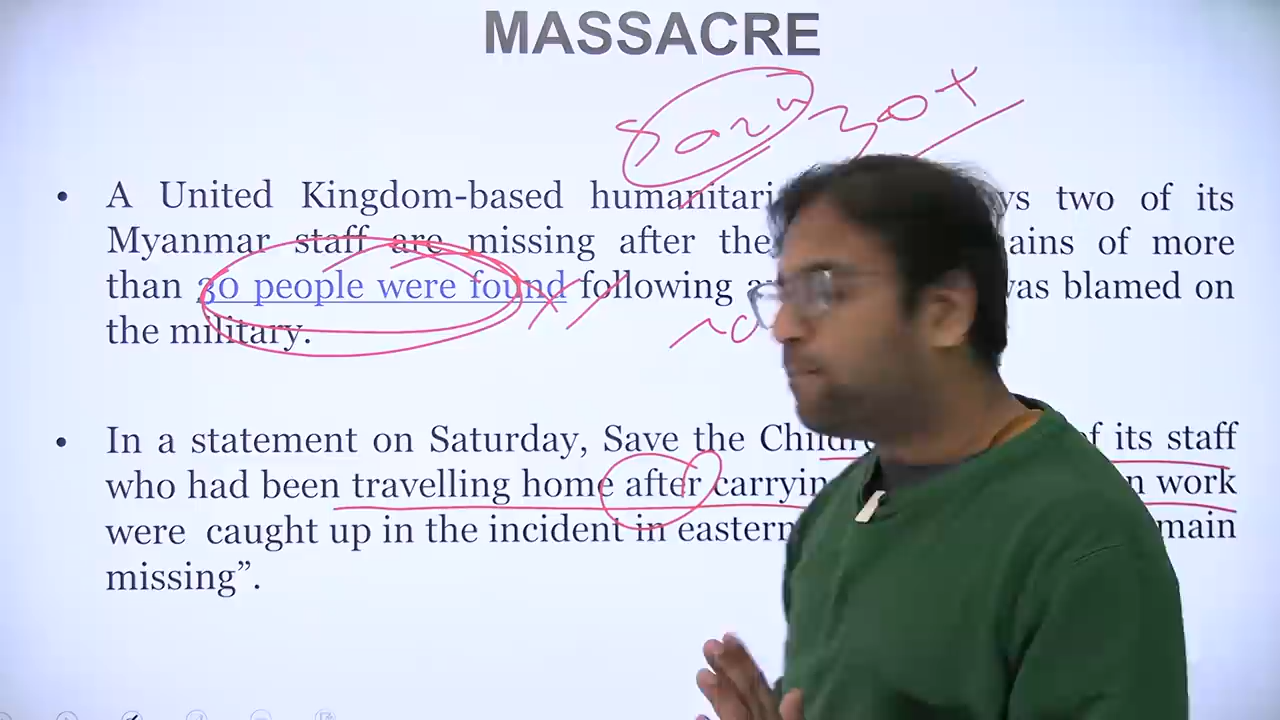 MASSACRE
30+
• A United Kingdom-based humanitari ys two of its
Myanmar staff are missing after the ains of more
than 30 people were found following a was blamed on
the military.
• In a statement on Saturday, Save the Childr of its staff
who had been travelling home after carryin n work
were caught up in the incident in eastern main
missing”.